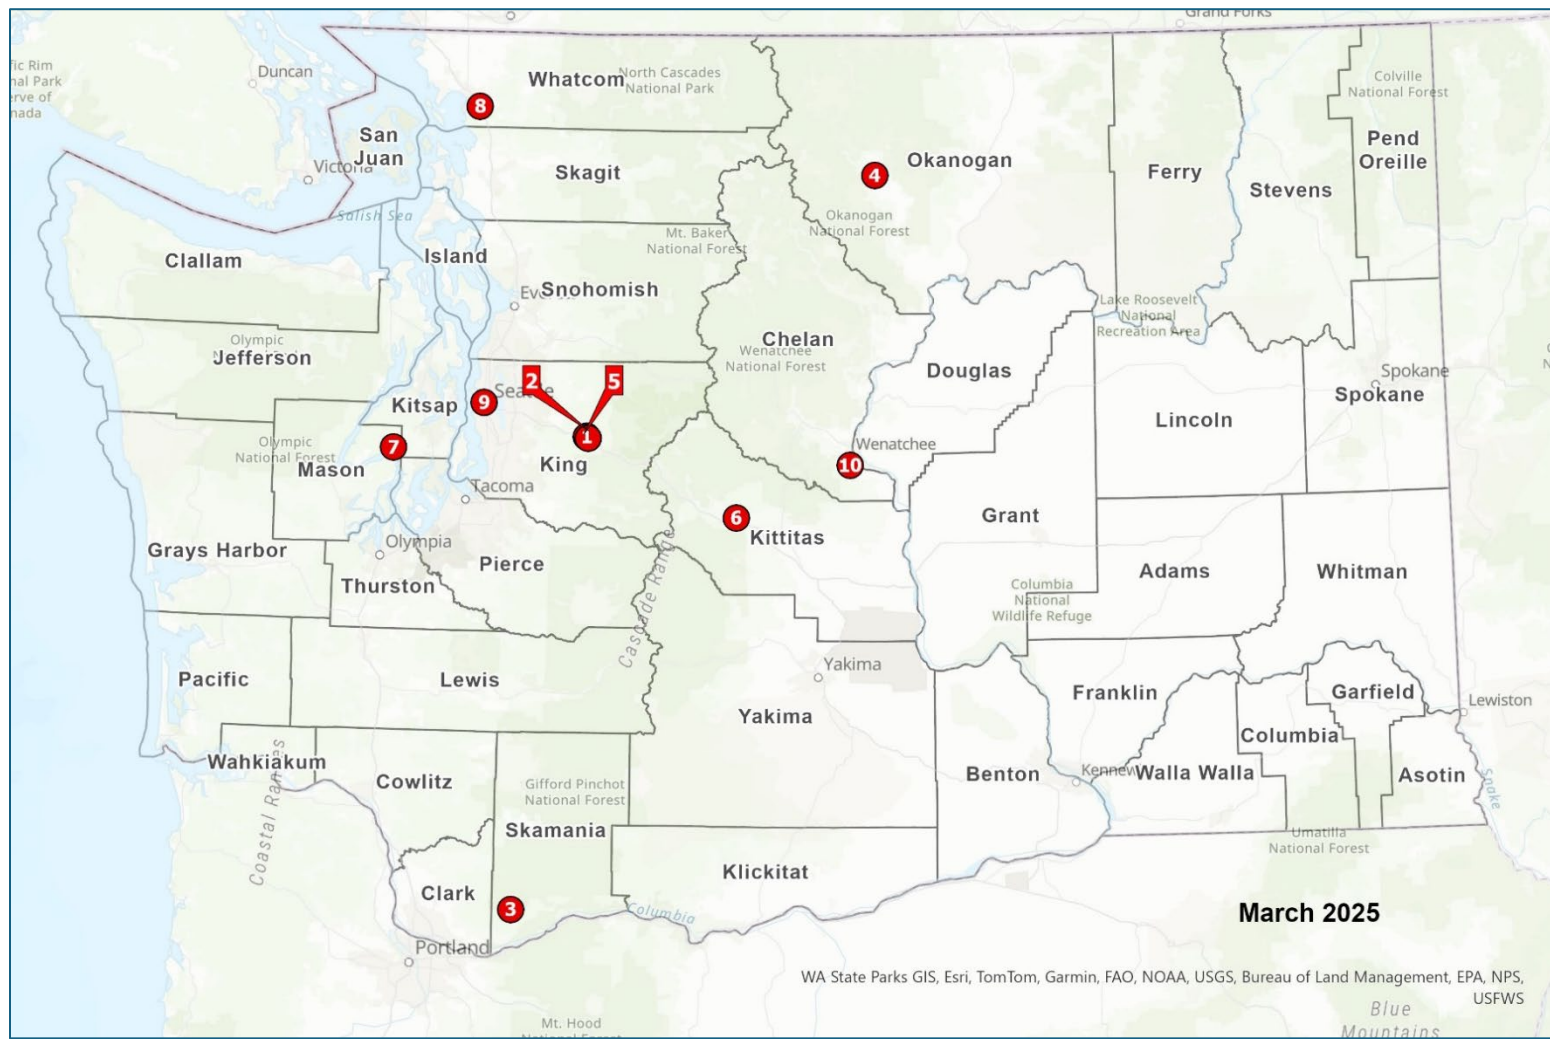 Grand Forks
Whatcom
North Cascades
National Park
Duncan
fic Rim
nal Park
erve of
nada
8
San
Juan
Victoria
Salish Sea
Skagit
4
Okanogan
Okanogan
National Forest
Ferry
Stevens
Colville
National Forest
Pend
Oreille
Clallam
Island
Mt. Baker
National Forest
Snohomish
Olympic
Jefferson
Chelan
Wenatchee
National Forest
Lake Roosevelt
National
Recreation Area
Douglas
Spokane
Spokane
2
5
9
Kitsap
1
King
7
Olympic
National Forest
Mason
Tacoma
Wenatchee
10
Lincoln
6
Kittitas
Grant
Grays Harbor
Olympia
Thurston
Pierce
Cascade Range
Columbia
National
Wildlife Refuge
Adams
Whitman
Pacific
Lewis
Yakima
Yakima
Franklin
Garfield
Lewiston
Columbia
Wahkiakum
Coastal Ranges
Cowlitz
Gifford Pinchot
National Forest
Skamania
Benton
Walla Walla
Asotin
Snake
Umatilla
National Forest
Clark
Klickitat
3
Columbia
Portland
March 2025
WA State Parks GIS, Esri, TomTom, Garmin, FAO, NOAA, USGS, Bureau of Land Management, EPA, NPS,
USFWS
Mt. Hood
Blue
Mountains